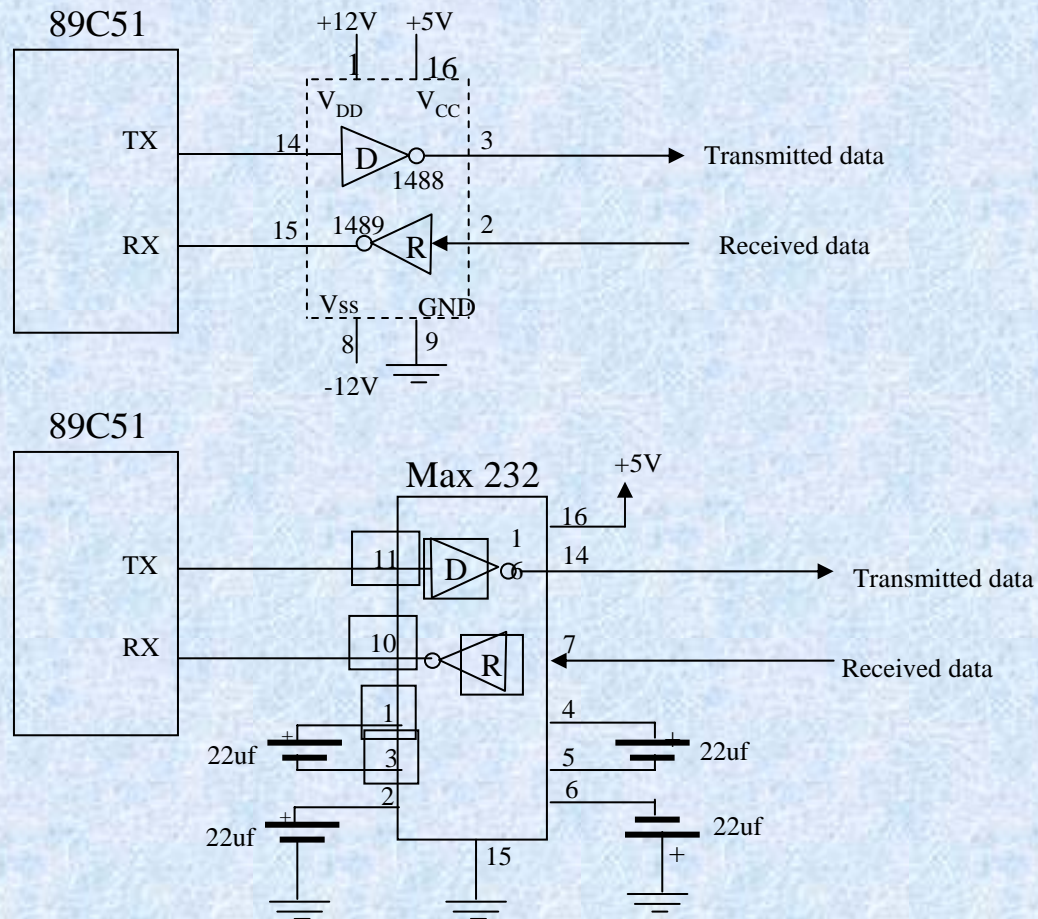 89C51
+12V +5V
1 16
V_DD V_CC
TX 14 D 3 Transmitted data
1488
1489
RX 15 R 2 Received data
Vss GND
8 9
-12V
89C51
Max 232 +5V
16
1
TX 11 D 6 14 Transmitted data
RX 10 R 7 Received data
1 4
+ 22uf + 22uf
3 5
2 6
+ 22uf 22uf +
15